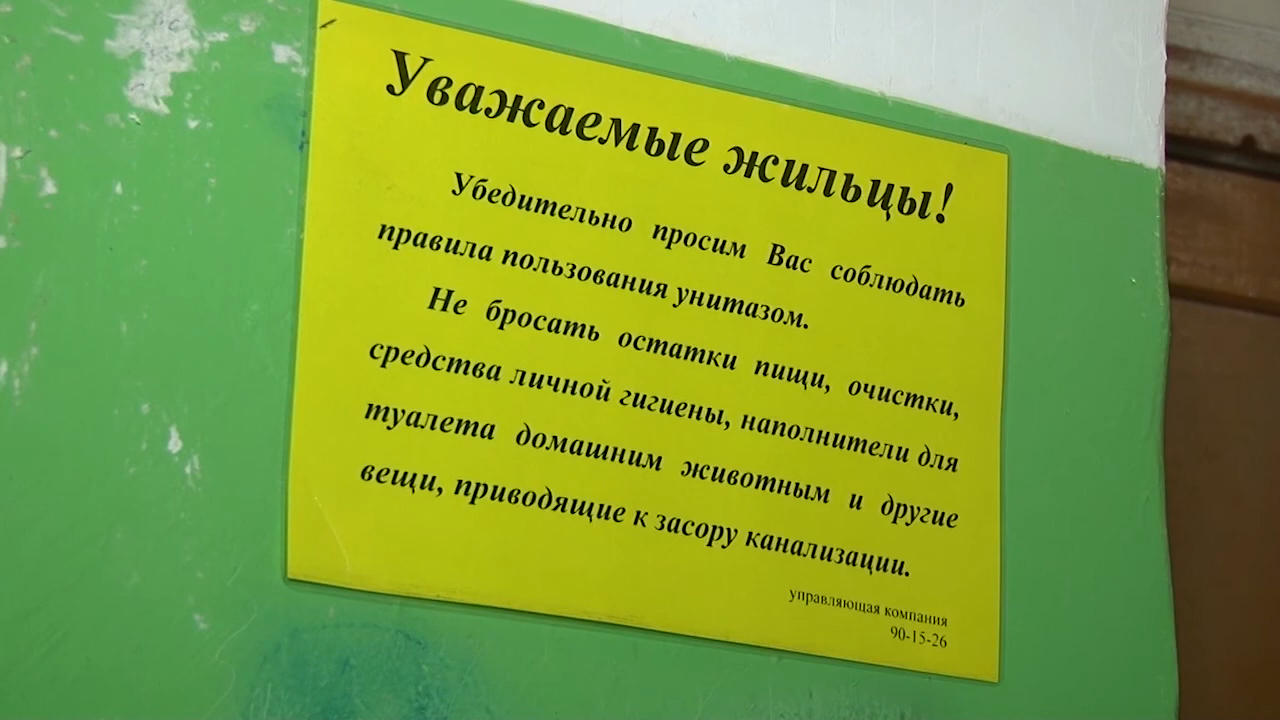 Уважаемые жильцы!
Убедительно просим Вас соблюдать
правила пользования унитазом.
Не бросать остатки пищи, очистки,
средства личной гигиены, наполнители для
туалета домашним животным и другие
вещи, приводящие к засору канализации.
управляющая компания
90-15-26